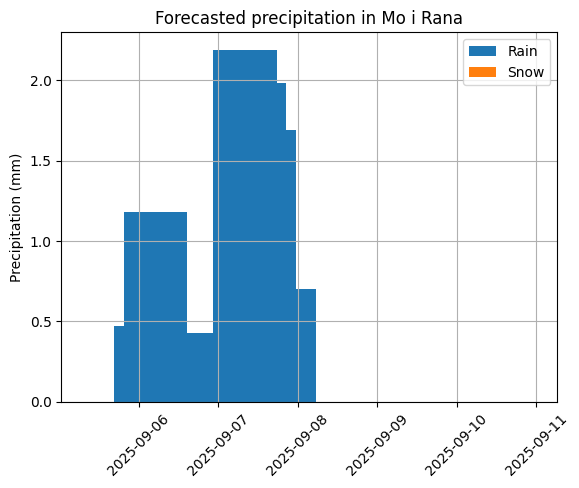 Forecasted precipitation in Mo i Rana
Rain
Snow
Precipitation (mm)
2.0
1.5
1.0
0.5
0.0
2025-09-06
2025-09-07
2025-09-08
2025-09-09
2025-09-10
2025-09-11